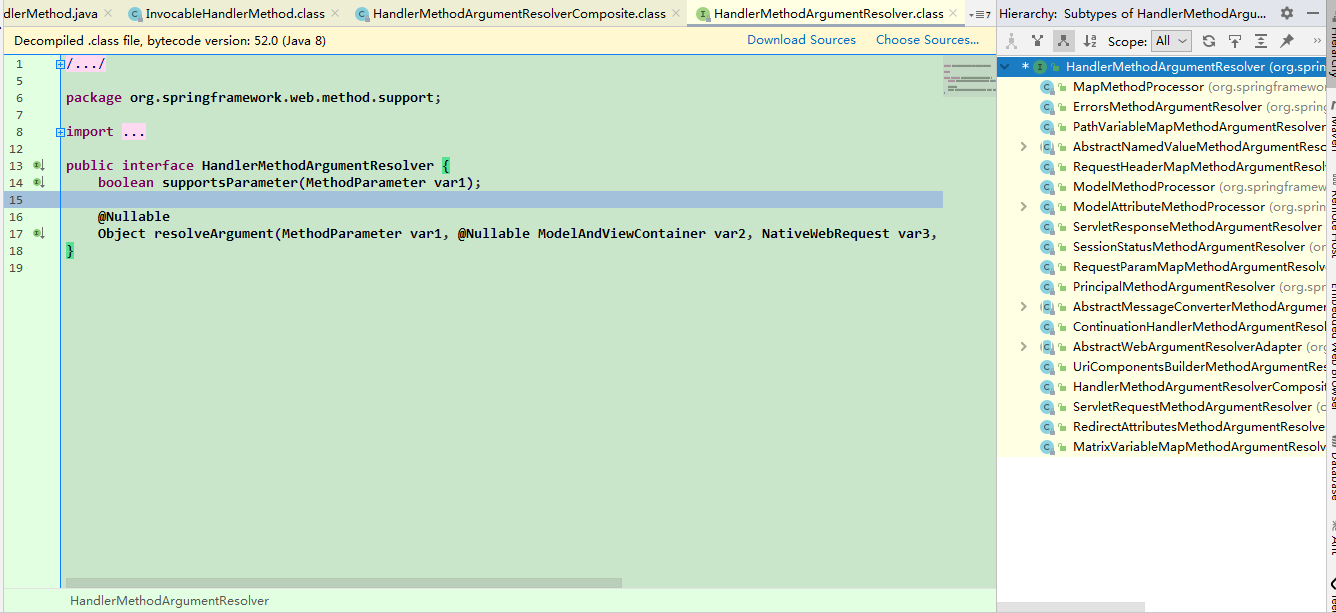 dlerMethod.java InvocableHandlerMethod.class HandlerMethodArgumentResolverComposite.class HandlerMethodArgumentResolver.class 7
Hierarchy: Subtypes of HandlerMethodArgu...
Decompiled .class file, bytecode version: 52.0 (Java 8) Download Sources Choose Sources...
Scope: All
1 /.../
5
6 package org.springframework.web.method.support;
7
8 import ...
12
13 public interface HandlerMethodArgumentResolver {
14 boolean supportsParameter(MethodParameter var1);
15
16 @Nullable
17 Object resolveArgument(MethodParameter var1, @Nullable ModelAndViewContainer var2, NativeWebRequest var3,
18 }
19
HandlerMethodArgumentResolver
* HandlerMethodArgumentResolver (org.sprin
MapMethodProcessor (org.springframewor
ErrorsMethodArgumentResolver (org.spring
PathVariableMapMethodArgumentResolver
AbstractNamedValueMethodArgumentReso
RequestHeaderMapMethodArgumentResol
ModelMethodProcessor (org.springframew
ModelAttributeMethodProcessor (org.sprin
ServletResponseMethodArgumentResolver
SessionStatusMethodArgumentResolver (or
RequestParamMapMethodArgumentResolv
PrincipalMethodArgumentResolver (org.spr
AbstractMessageConverterMethodArgumer
ContinuationHandlerMethodArgumentResol
AbstractWebArgumentResolverAdapter (org
UriComponentsBuilderMethodArgumentRes
HandlerMethodArgumentResolverComposit
ServletRequestMethodArgumentResolver (o
RedirectAttributesMethodArgumentResolve
MatrixVariableMapMethodArgumentResolv
Hierarchy
Maven
Remote Host
Embedded Web Browser
Database
Ant